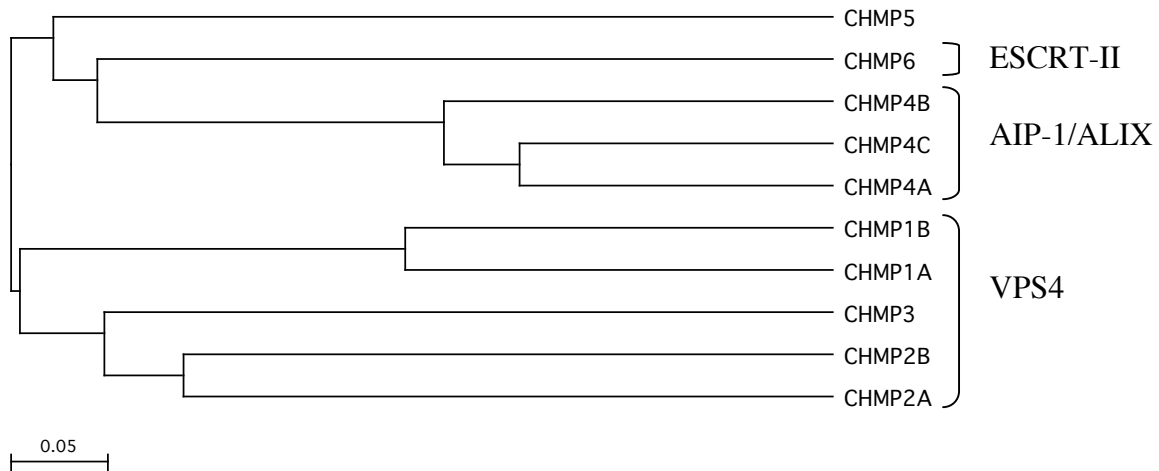 CHMP5
CHMP6
ESCRT-II
CHMP4B
CHMP4C
AIP-1/ALIX
CHMP4A
CHMP1B
CHMP1A
VPS4
CHMP3
CHMP2B
CHMP2A
0.05